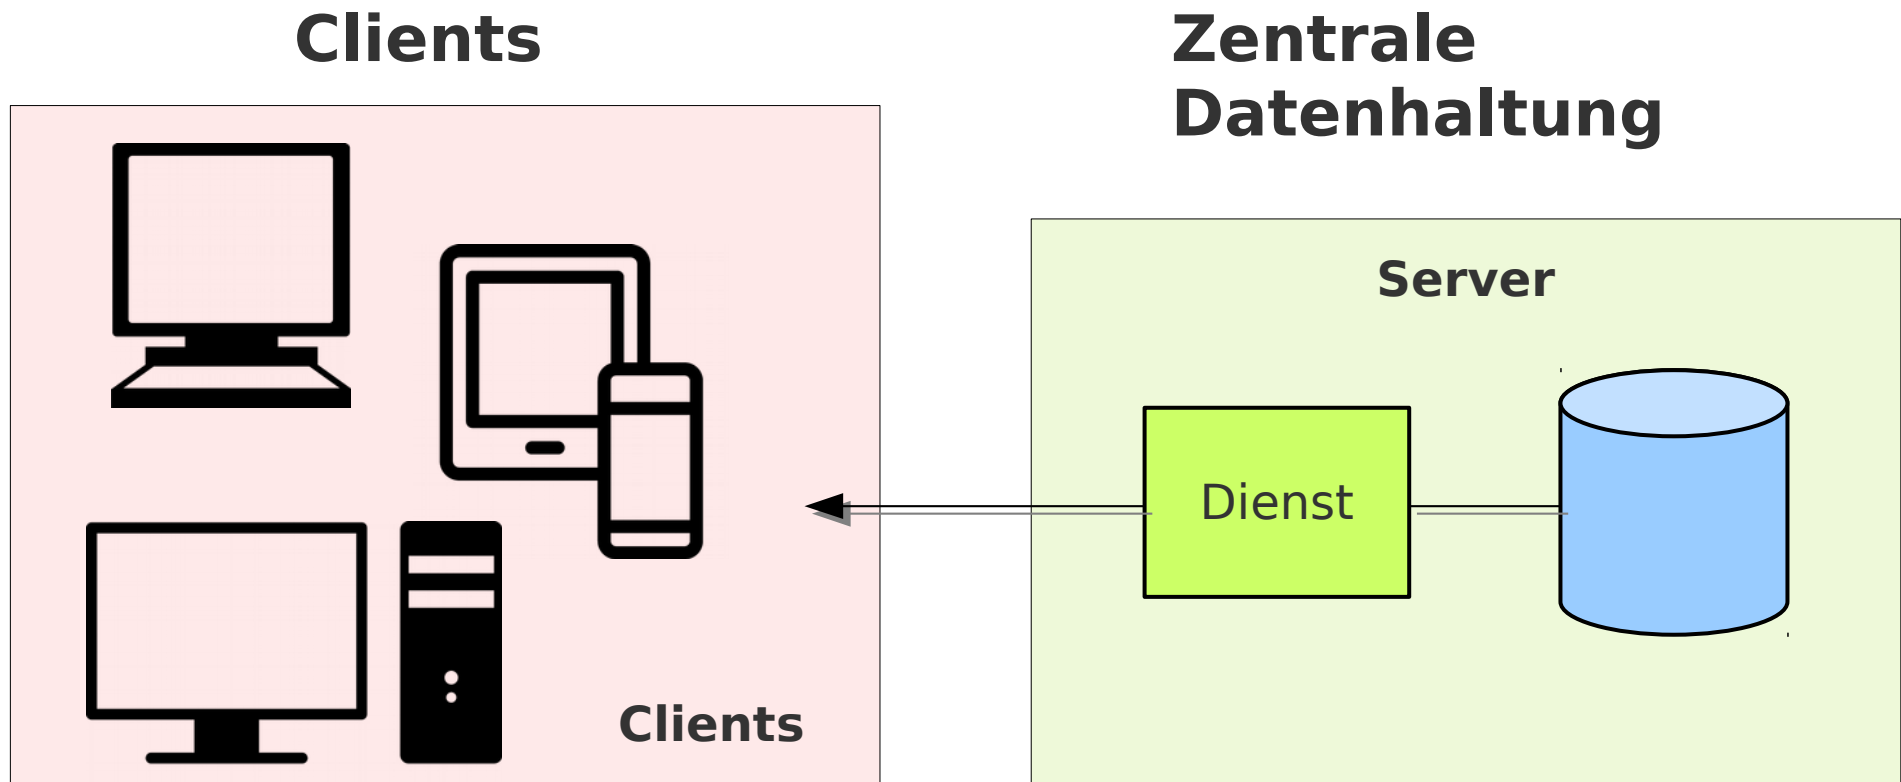 Clients
Zentrale
Datenhaltung
Server
Dienst
Clients